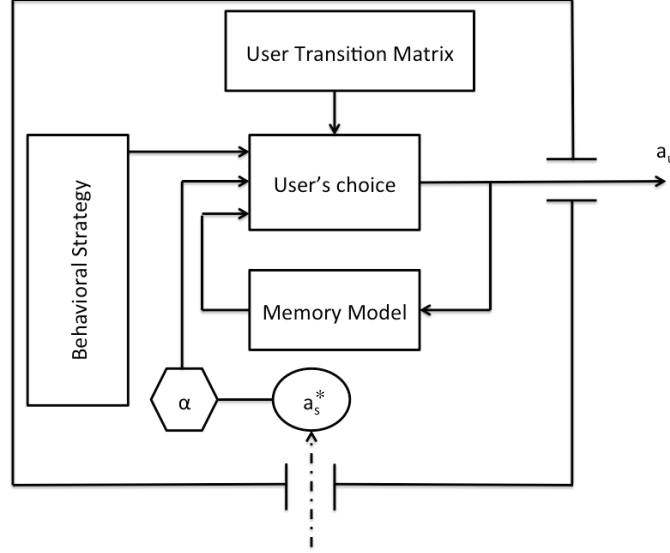 User Transition Matrix
User's choice
a_u
Behavioral Strategy
Memory Model
α
a_s*